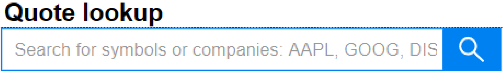 Quote lookup
Search for symbols or companies: AAPL, GOOG, DIS